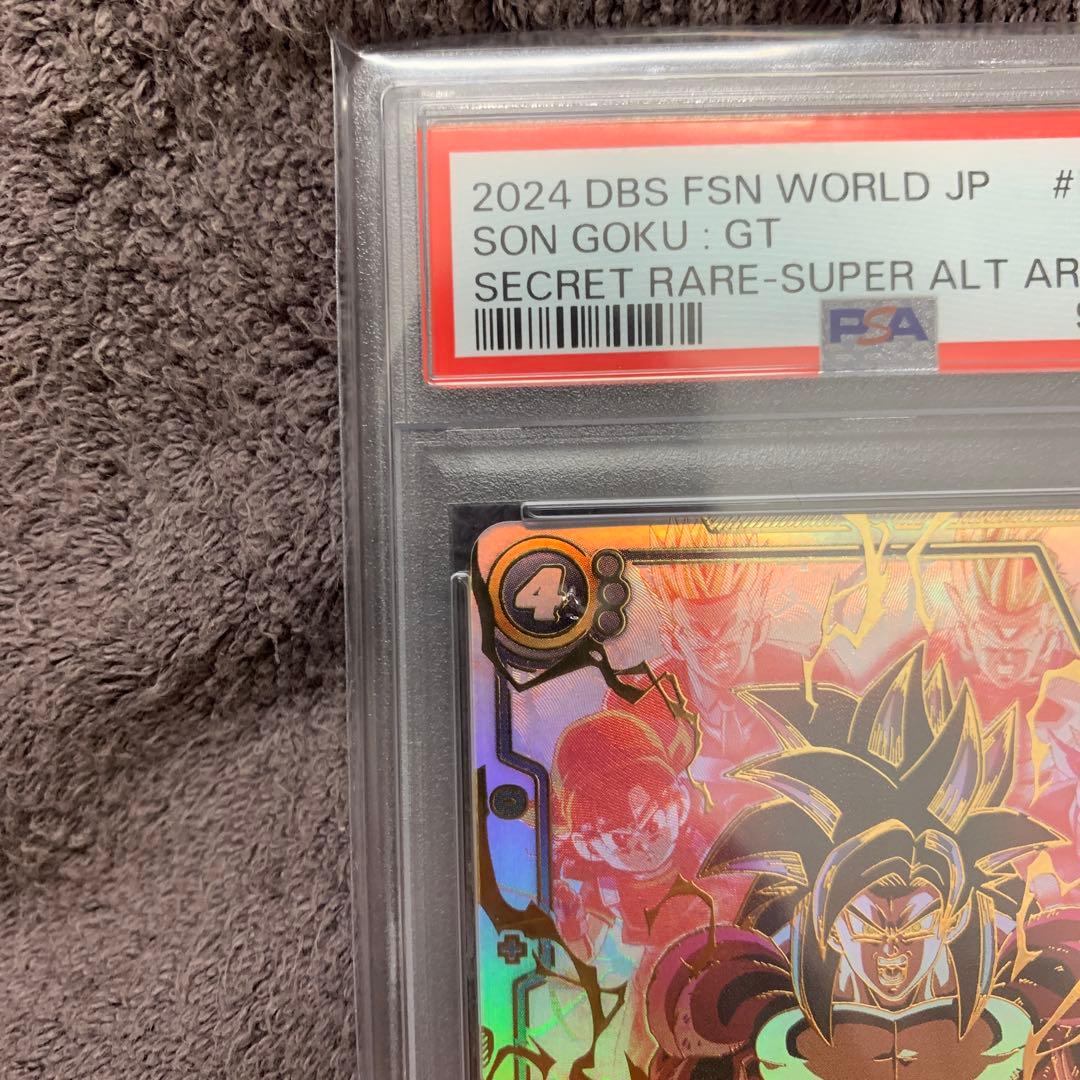 2024 DBS FSN WORLD JP #
SON GOKU : GT
SECRET RARE-SUPER ALT AR
PSA
4